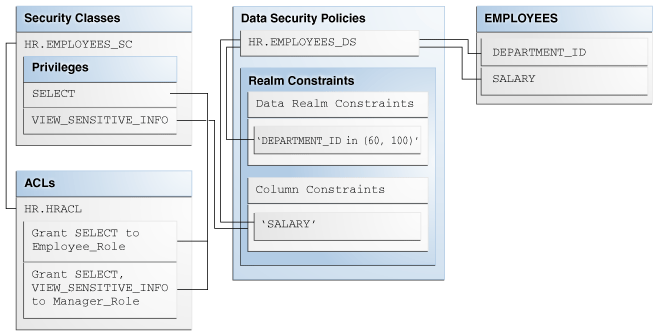 Security Classes
HR.EMPLOYEES_SC
Privileges
SELECT
VIEW_SENSITIVE_INFO
ACLs
HR.HRACL
Grant SELECT to
Employee_Role
Grant SELECT,
VIEW_SENSITIVE_INFO
to Manager_Role
Data Security Policies
HR.EMPLOYEES_DS
Realm Constraints
Data Realm Constraints
‘DEPARTMENT_ID in (60, 100)’
Column Constraints
‘SALARY’
EMPLOYEES
DEPARTMENT_ID
SALARY